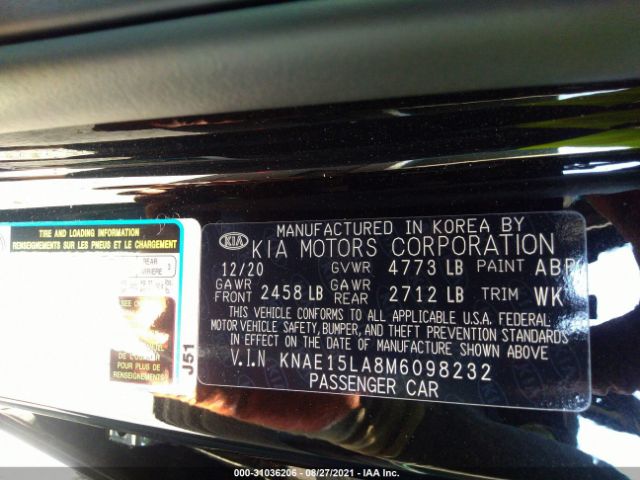 TIRE AND LOADING INFORMATION
RENSEIGNEMENTS SUR LES PNEUS ET LE CHARGEMENT
REAR
J51
KIA
MANUFACTURED IN KOREA BY
KIA MOTORS CORPORATION
12/20 GVWR 4773 LB PAINT ABP
GAWR FRONT 2458 LB GAWR REAR 2712 LB TRIM WK
THIS VEHICLE CONFORMS TO ALL APPLICABLE U.S.A. FEDERAL
MOTOR VEHICLE SAFETY, BUMPER, AND THEFT PREVENTION STANDARDS
IN EFFECT ON THE DATE OF MANUFACTURE SHOWN ABOVE
V.I.N KNAE15LA8M6098232
PASSENGER CAR
000-31036206 - 08/27/2021 - IAA Inc.